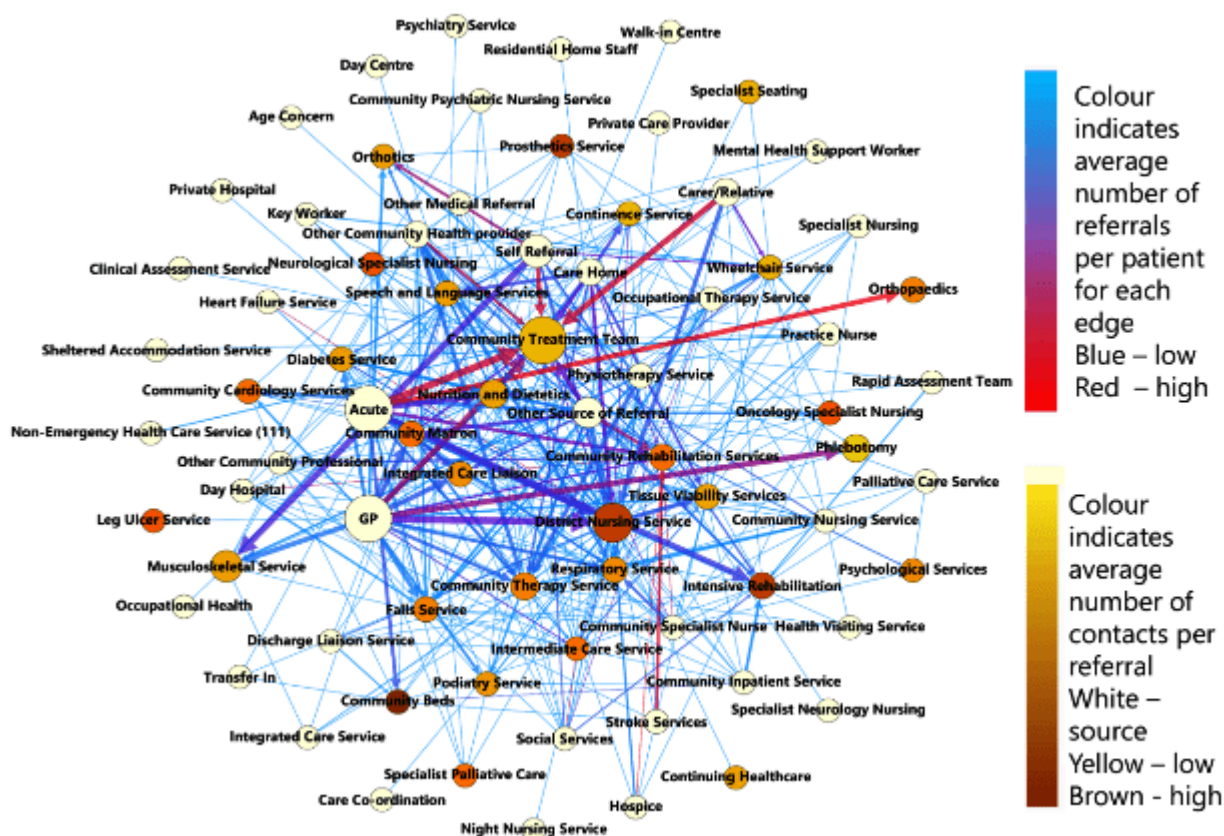 Psychiatry Service
Walk-in Centre
Residential Home Staff
Day Centre
Specialist Seating
Community Psychiatric Nursing Service
Age Concern
Private Care Provider
Prosthetics Service
Mental Health Support Worker
Orthotics
Private Hospital
Carer/Relative
Other Medical Referral
Key Worker
Continence Service
Specialist Nursing
Other Community Health provider
Self Referral
Clinical Assessment Service
Neurological Specialist Nursing
Care Home
Wheelchair Service
Orthopaedics
Speech and Language Services
Occupational Therapy Service
Heart Failure Service
Community Treatment Team
Practice Nurse
Sheltered Accommodation Service
Diabetes Service
Physiotherapy Service
Rapid Assessment Team
Community Cardiology Services
Nutrition and Dietetics
Acute
Other Source of Referral
Oncology Specialist Nursing
Non-Emergency Health Care Service (111)
Community Matron
Phlebotomy
Community Rehabilitation Services
Other Community Professional
Integrated Care Liaison
Palliative Care Service
Day Hospital
Tissue Viability Services
Leg Ulcer Service
GP
District Nursing Service
Community Nursing Service
Musculoskeletal Service
Respiratory Service
Psychological Services
Community Therapy Service
Intensive Rehabilitation
Occupational Health
Falls Service
Community Specialist Nurse
Health Visiting Service
Discharge Liaison Service
Intermediate Care Service
Transfer In
Podiatry Service
Community Inpatient Service
Community Beds
Specialist Neurology Nursing
Stroke Services
Integrated Care Service
Social Services
Specialist Palliative Care
Continuing Healthcare
Care Co-ordination
Hospice
Night Nursing Service
Colour
indicates
average
number of
referrals
per patient
for each
edge
Blue – low
Red – high
Colour
indicates
average
number of
contacts per
referral
White –
source
Yellow – low
Brown - high